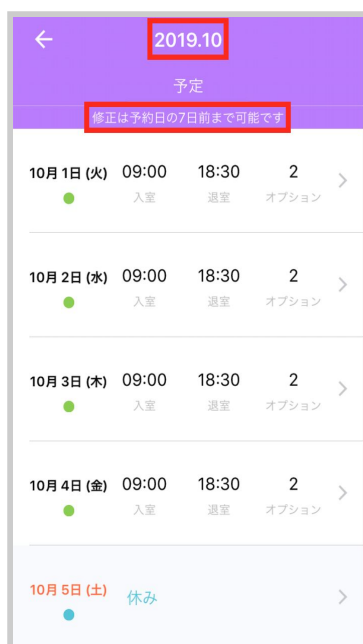 2019.10
予定
修正は予約日の7日前まで可能です
10月 1日 (火) 09:00 18:30 2
入室 退室 オプション
10月 2日 (水) 09:00 18:30 2
入室 退室 オプション
10月 3日 (木) 09:00 18:30 2
入室 退室 オプション
10月 4日 (金) 09:00 18:30 2
入室 退室 オプション
10月 5日 (土) 休み